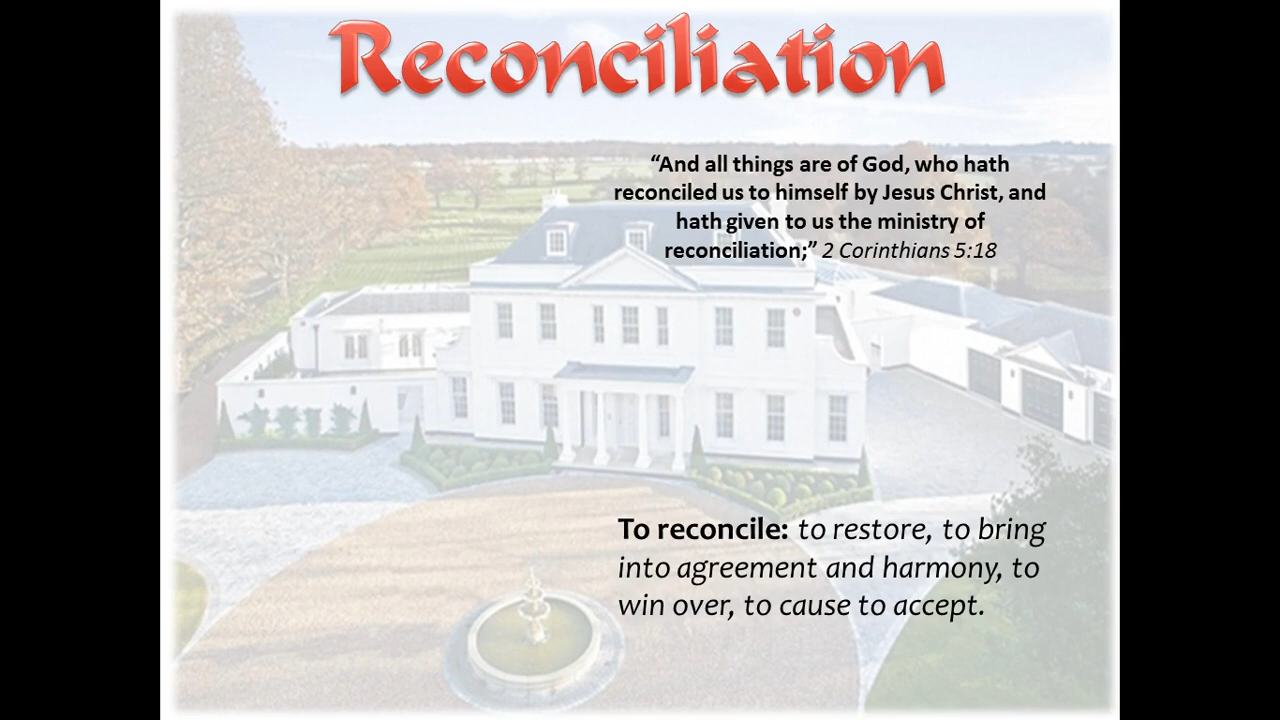 Reconciliation
“And all things are of God, who hath
reconciled us to himself by Jesus Christ, and
hath given to us the ministry of
reconciliation;” 2 Corinthians 5:18
To reconcile: to restore, to bring
into agreement and harmony, to
win over, to cause to accept.